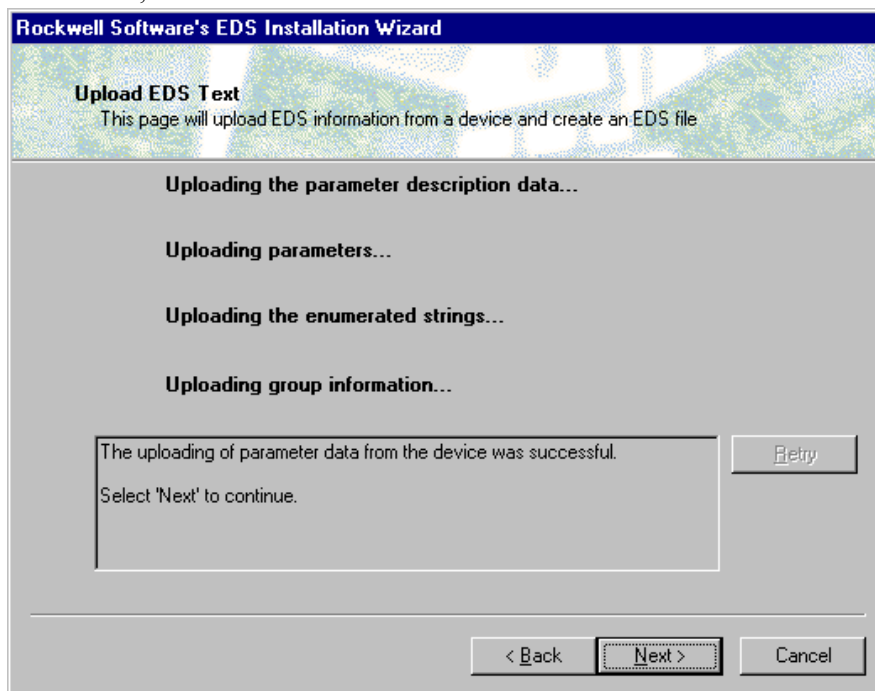 Rockwell Software's EDS Installation Wizard
Upload EDS Text
This page will upload EDS information from a device and create an EDS file
Uploading the parameter description data...
Uploading parameters...
Uploading the enumerated strings...
Uploading group information...
The uploading of parameter data from the device was successful.
Retry
Select 'Next' to continue.
< Back
Next >
Cancel